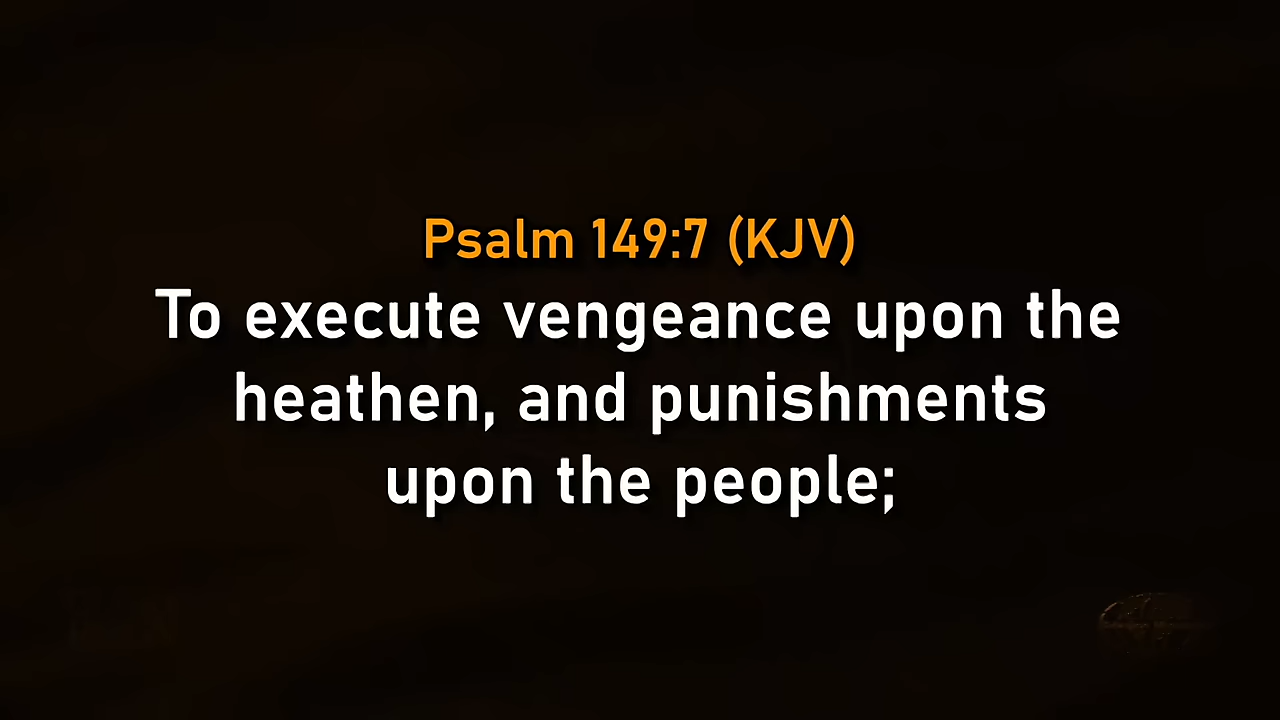 Psalm 149:7 (KJV)
To execute vengeance upon the
heathen, and punishments
upon the people;